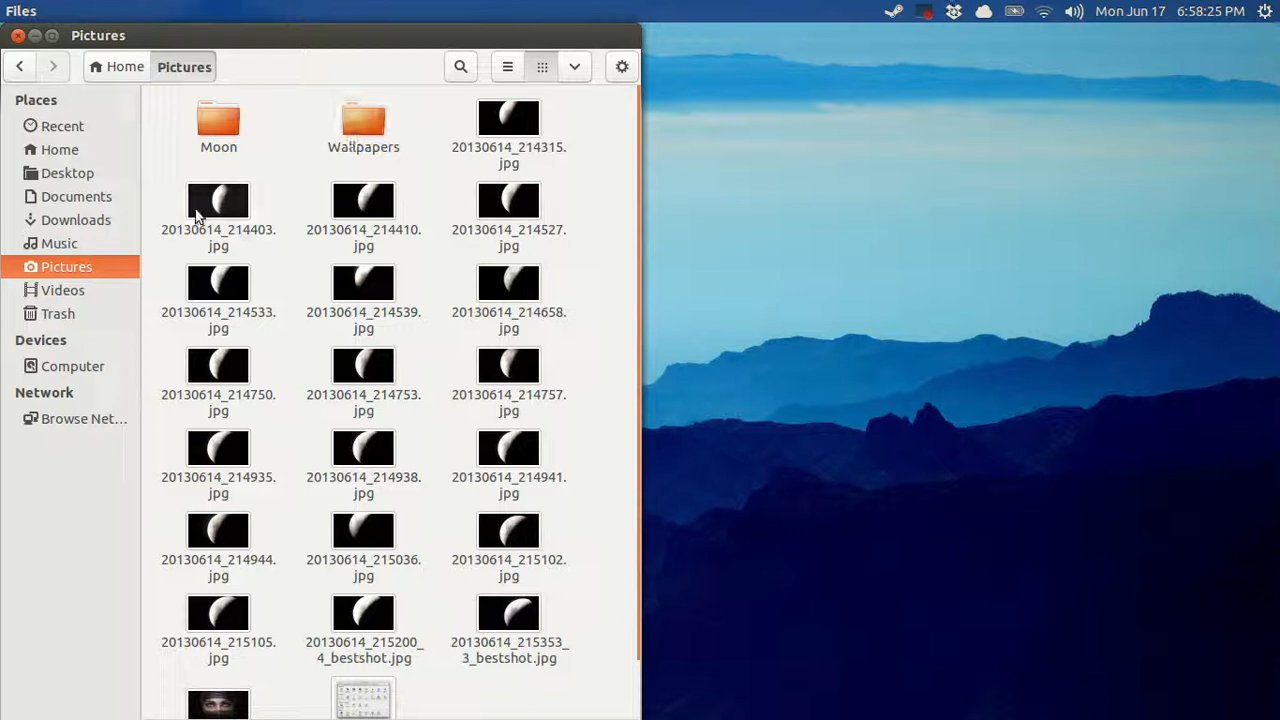 Files
Mon Jun 17
6:58:25 PM
Pictures
Home
Pictures
Places
Recent
Home
Desktop
Documents
Downloads
Music
Pictures
Videos
Trash
Devices
Computer
Network
Browse Net...
Moon
Wallpapers
20130614_214315.
jpg
20130614_214403.
jpg
20130614_214410.
jpg
20130614_214527.
jpg
20130614_214533.
jpg
20130614_214539.
jpg
20130614_214658.
jpg
20130614_214750.
jpg
20130614_214753.
jpg
20130614_214757.
jpg
20130614_214935.
jpg
20130614_214938.
jpg
20130614_214941.
jpg
20130614_214944.
jpg
20130614_215036.
jpg
20130614_215102.
jpg
20130614_215105.
jpg
20130614_215200_
4_bestshot.jpg
20130614_215353_
3_bestshot.jpg